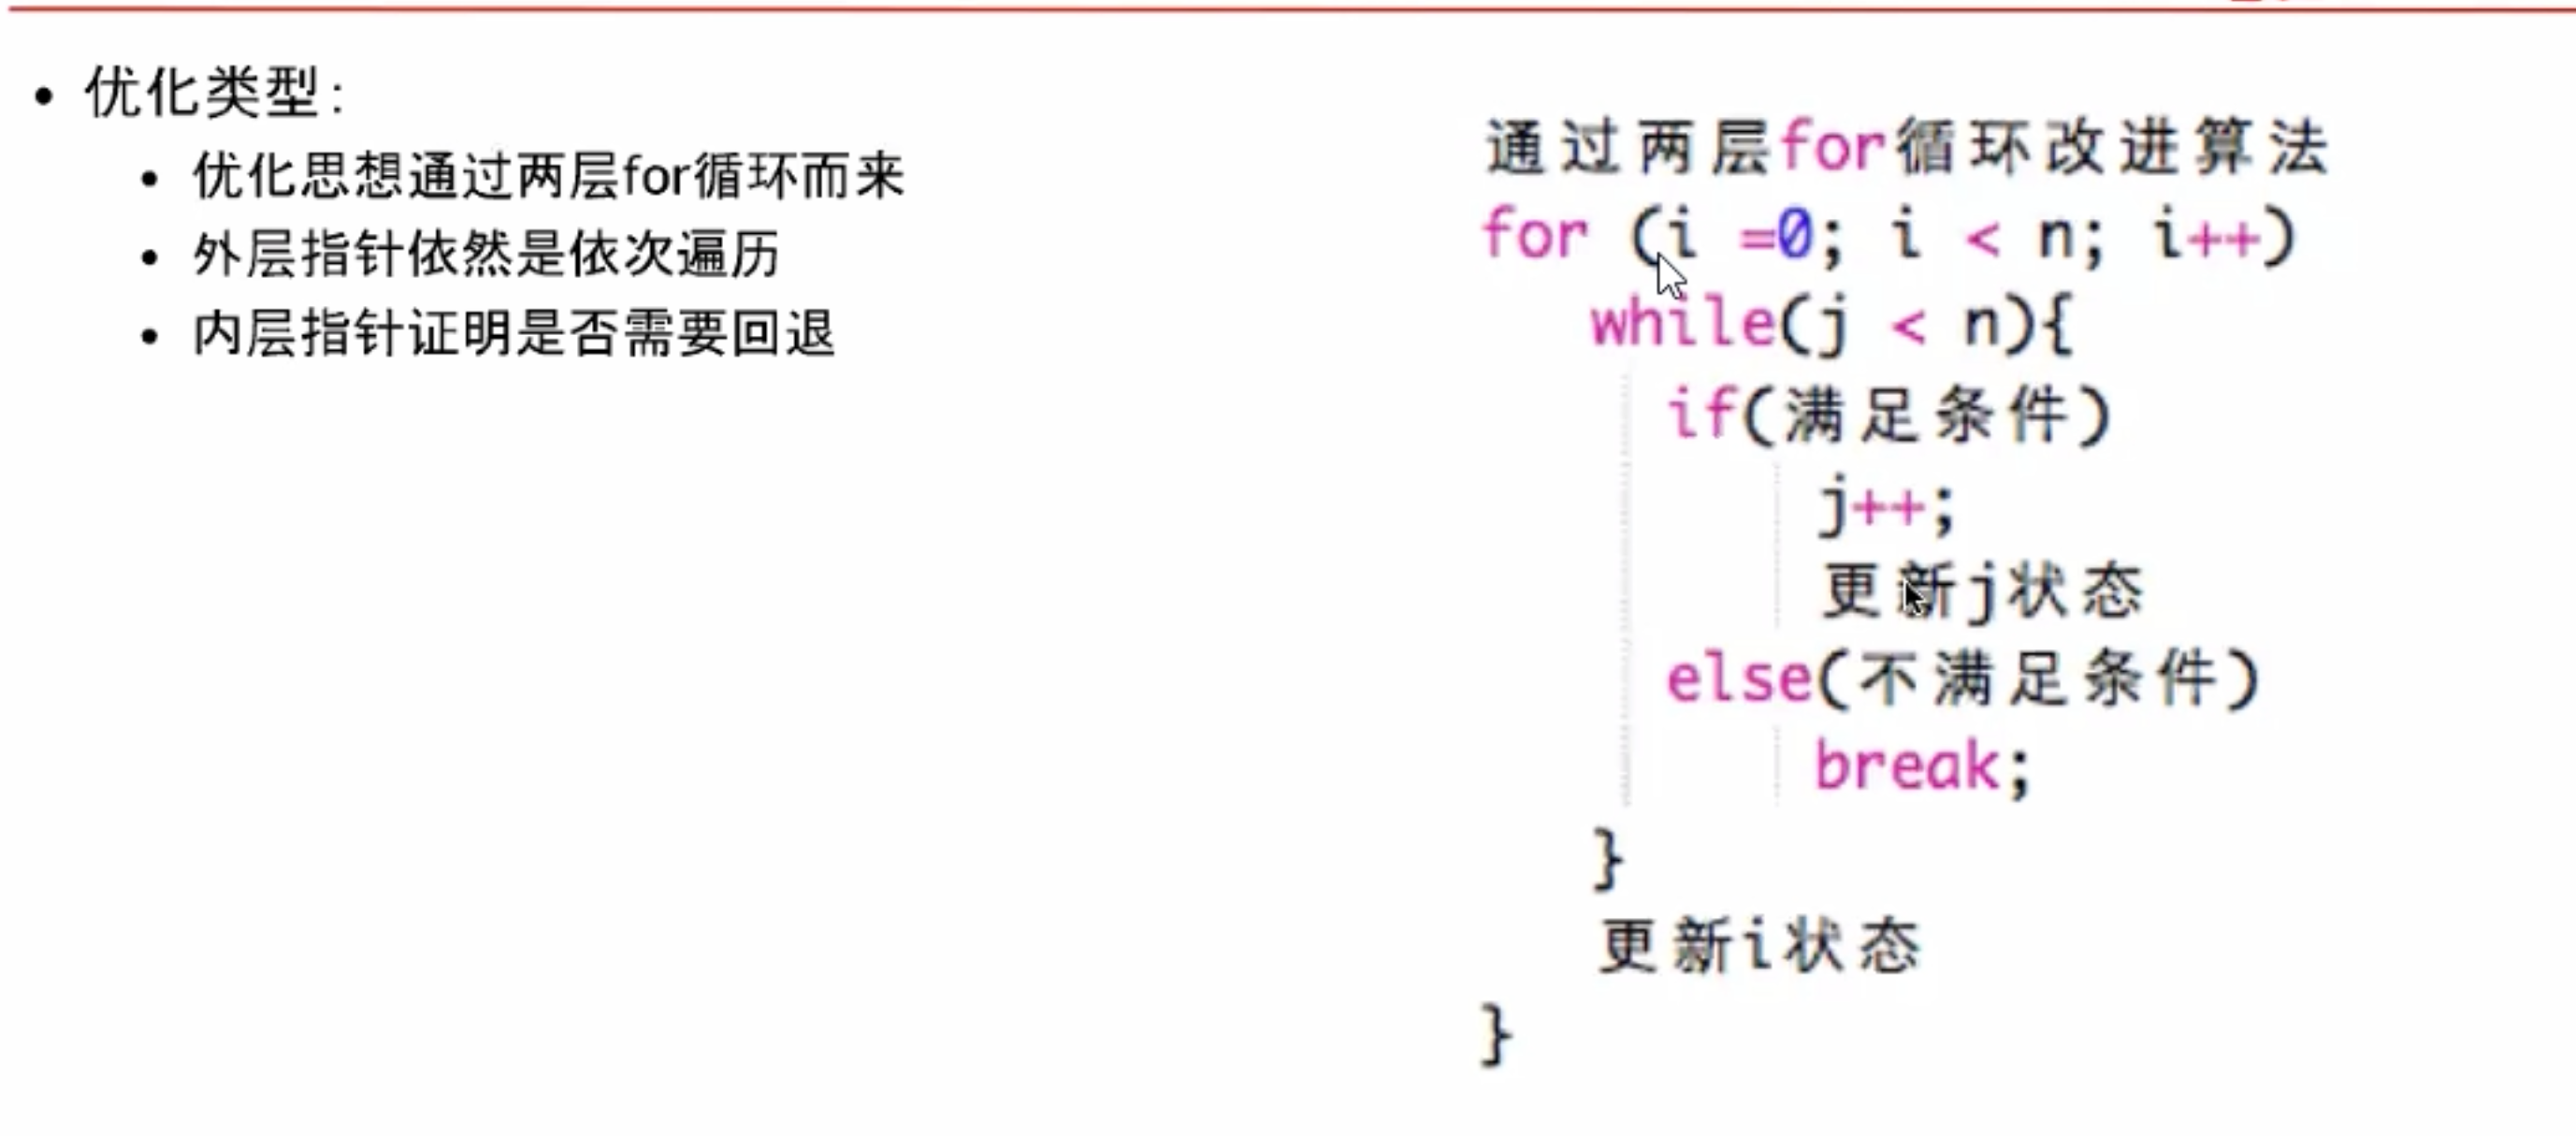 • 优化类型:
• 优化思想通过两层for循环而来
• 外层指针依然是依次遍历
• 内层指针证明是否需要回退
通过两层for循环改进算法
for (i =0; i < n; i++)
while(j < n){
if(满足条件)
j++;
更新j状态
else(不满足条件)
break;
}
更新i状态
}